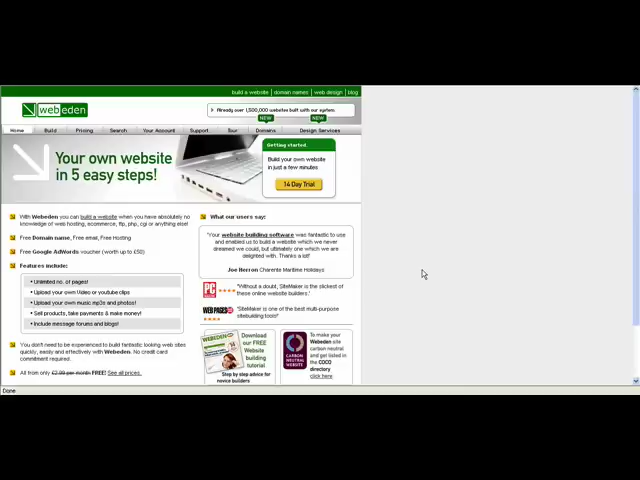 build a website | domain names | web design | blog
webeden
Already over 1,500,000 websites built with our system.
NEW
NEW
Home
Build
Pricing
Search
Your Account
Support
Tour
Domains
Design Services
Your own website
in 5 easy steps!
Getting started.
Build your own website
in just a few minutes
14 Day Trial
With Webeden you can build a website when you have absolutely no
knowledge of web hosting, ecommerce, ftp, php, cgi or anything else!
Free Domain name, Free email, Free Hosting
Free Google AdWords voucher (worth up to £50)
Features include:
• Unlimited no. of pages!
• Upload your own Video or youtube clips
• Upload your own music mp3s and photos!
• Sell products, take payments & make money!
• Include message forums and blogs!
You don't need to be experienced to build fantastic looking web sites
quickly, easily and effectively with Webeden. No credit card
commitment required.
All from only £2.99 per month FREE! See all prices.
What our users say:
"Your website building software was fantastic to use
and enabled us to build a website which we never
dreamed we could, but ultimately one which we are
delighted with. Thanks a lot!"
Joe Herron Charente Maritime Holidays
PC
"Without a doubt, SiteMaker is the slickest of
these online website builders."
WEB PAGES
"SiteMaker is one of the best multi-purpose
sitebuilding tools"
WEBEDEN
Download
our FREE
Website
building
tutorial
Step by step advice for
novice builders
CARBON
NEUTRAL
WEBSITE
To make your
Webeden site
carbon neutral
and get listed in
the COCO
directory
click here
Done